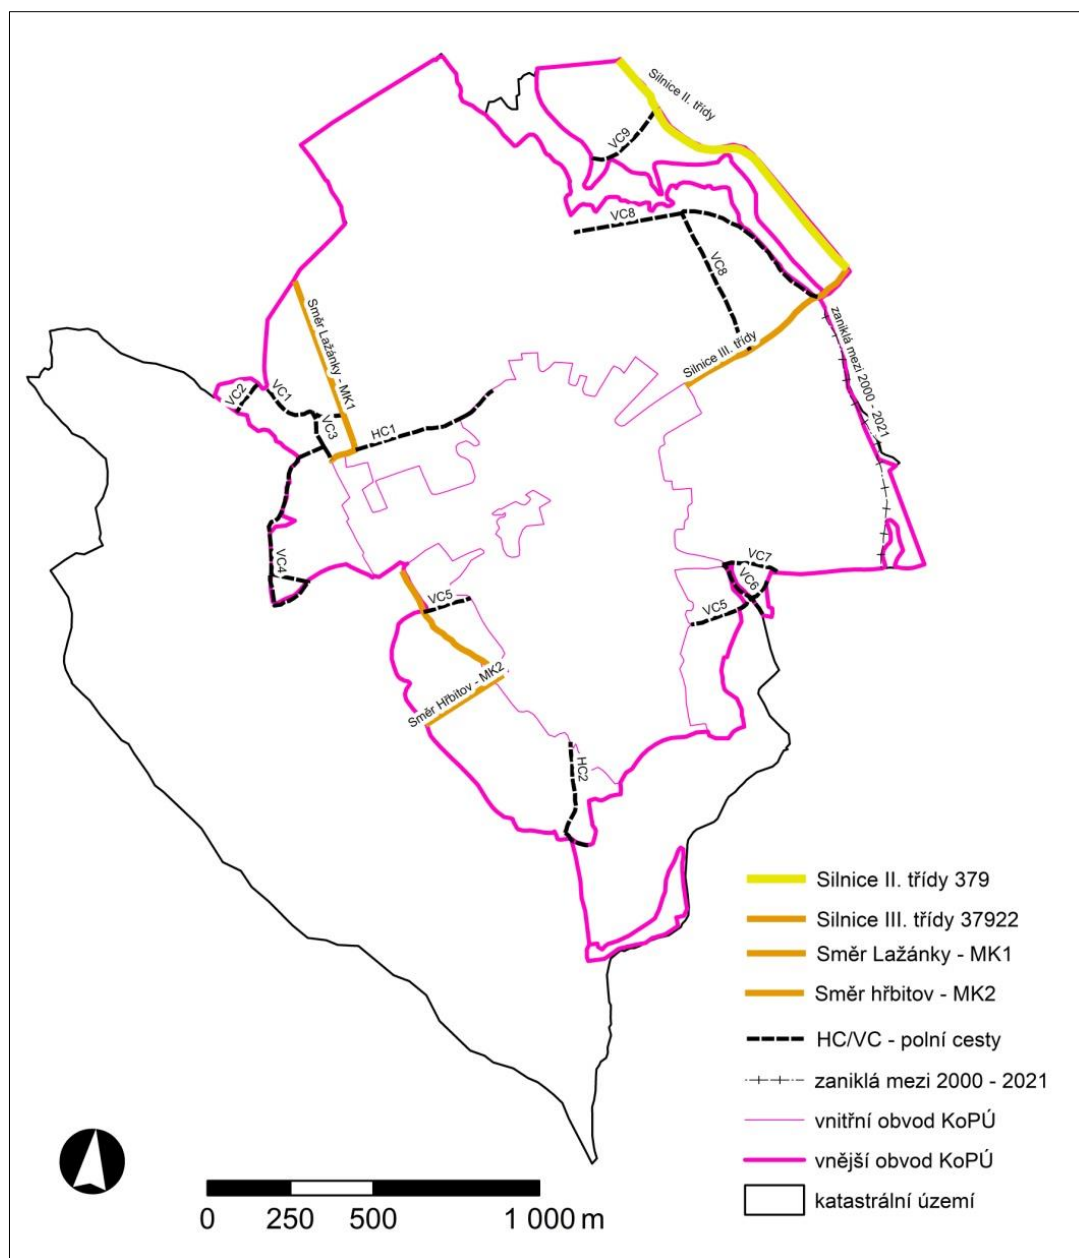 Silnice II. třídy
VC9
VC8
VC8
Směr Lažánky - MK1
Silnice III. třídy
zaniklá mezi 2000 - 2021
VC2
VC1
VC3
HC1
VC4
VC7
VC6
VC5
VC5
Směr Hřbitov - MK2
HC2
Silnice II. třídy 379
Silnice III. třídy 37922
Směr Lažánky - MK1
Směr hřbitov - MK2
HC/VC - polní cesty
zaniklá mezi 2000 - 2021
vnitřní obvod KoPÚ
vnější obvod KoPÚ
katastrální území
0 250 500 1 000 m